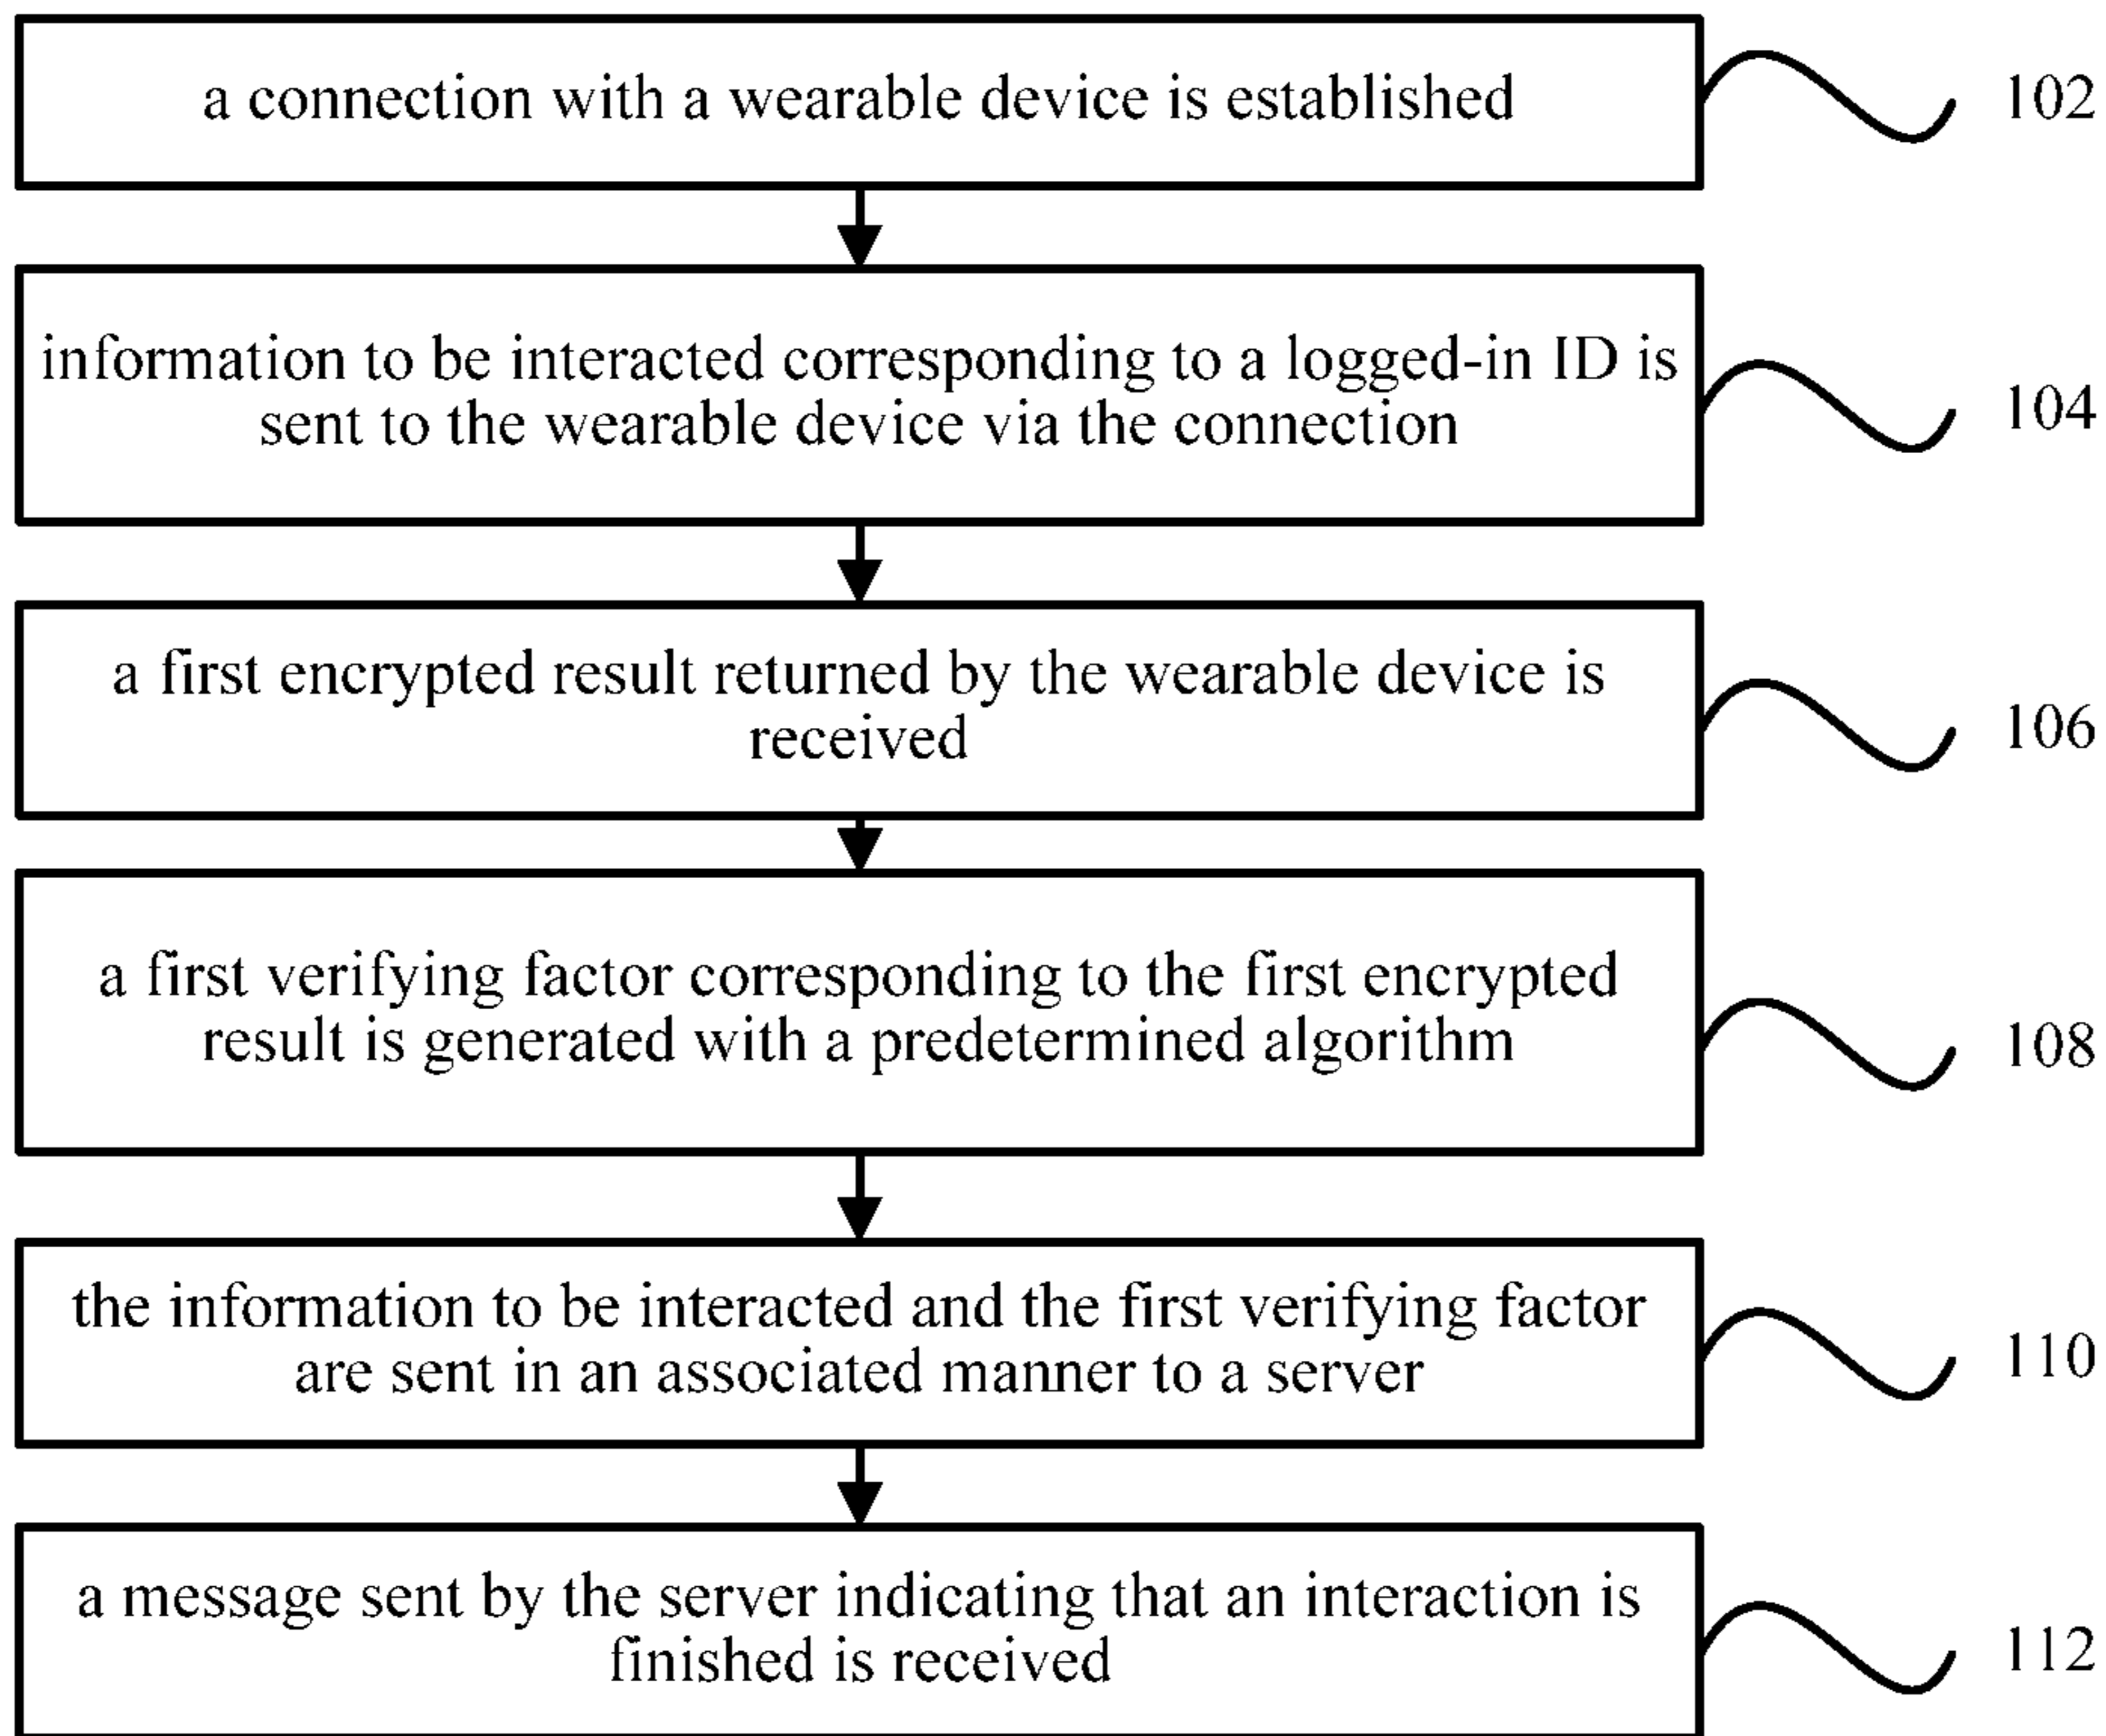 a connection with a wearable device is established
102
information to be interacted corresponding to a logged-in ID is
sent to the wearable device via the connection
104
a first encrypted result returned by the wearable device is
received
106
a first verifying factor corresponding to the first encrypted
result is generated with a predetermined algorithm
108
the information to be interacted and the first verifying factor
are sent in an associated manner to a server
110
a message sent by the server indicating that an interaction is
finished is received
112